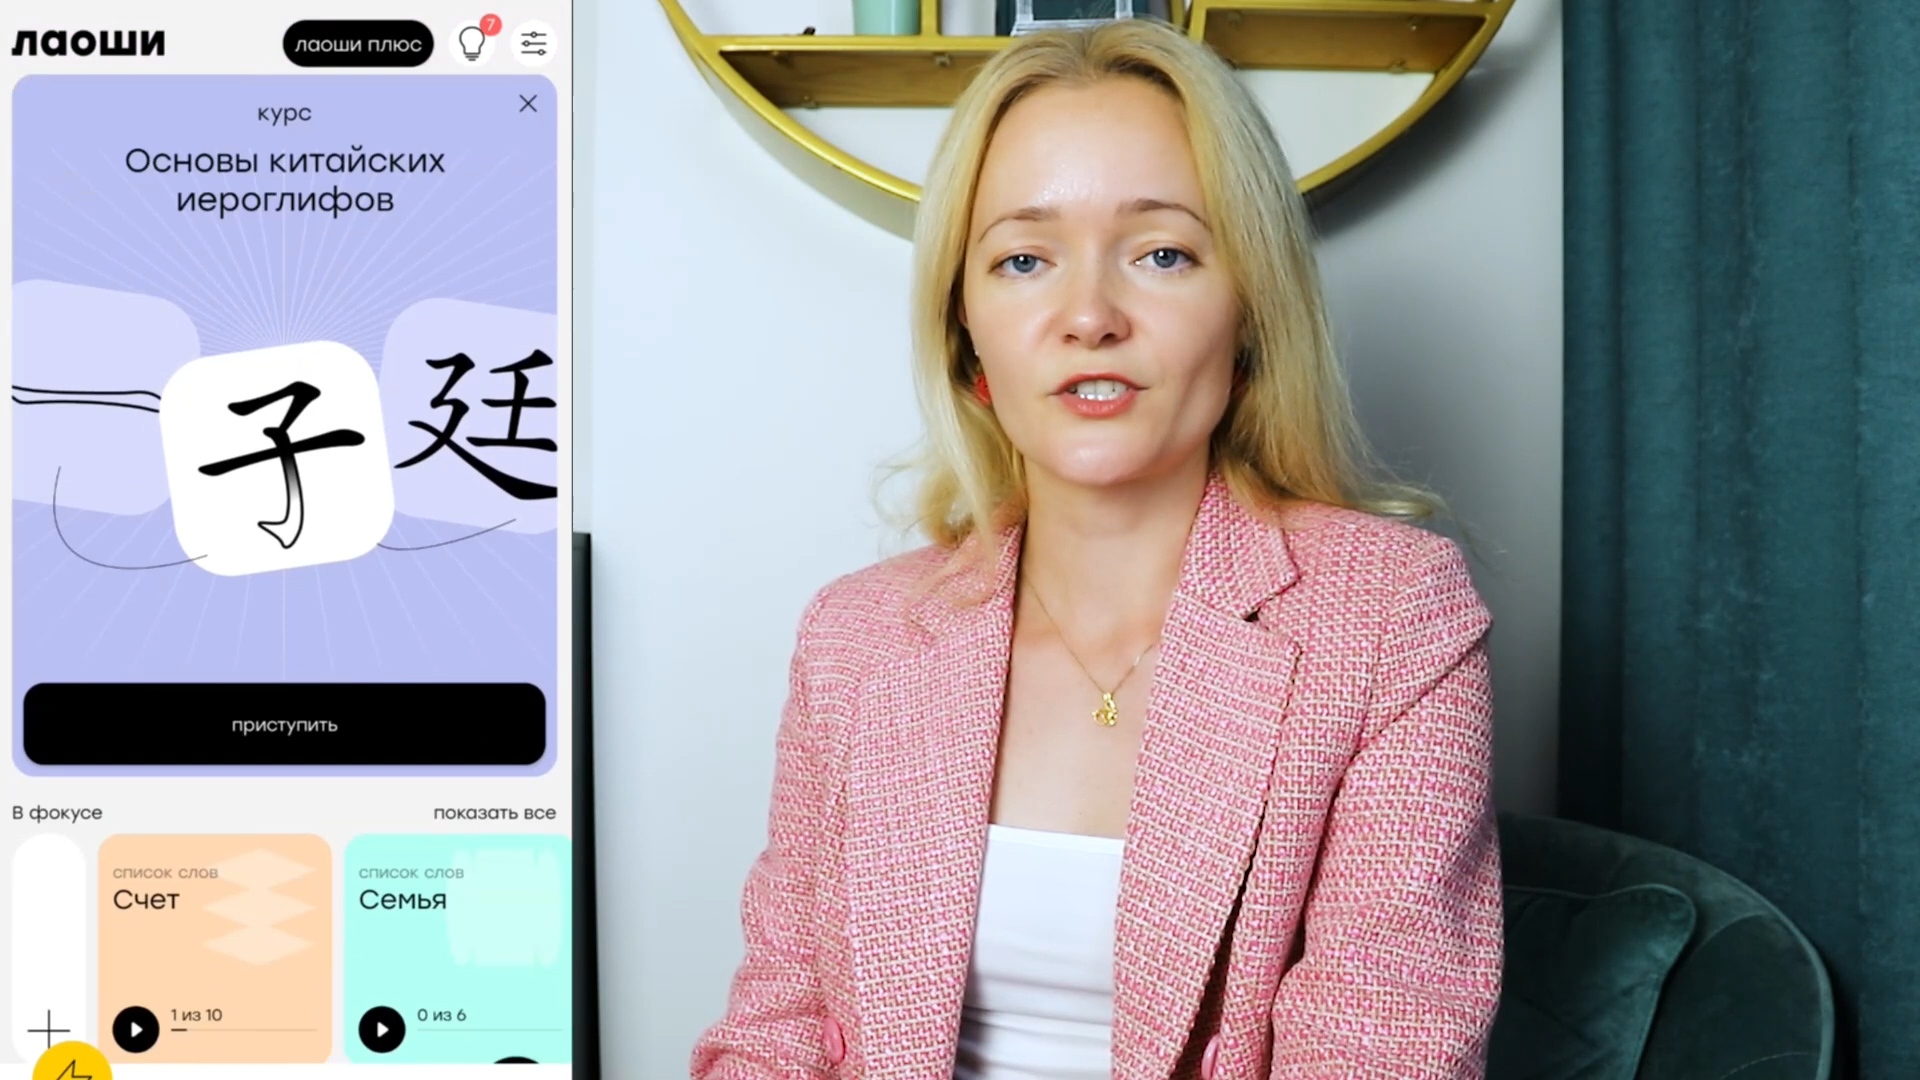 лаоши
лаоши плюс
7
курс
Основы китайских
иероглифов
子
廷
приступить
В фокусе
показать все
список слов
Счет
1 из 10
список слов
Семья
0 из 6